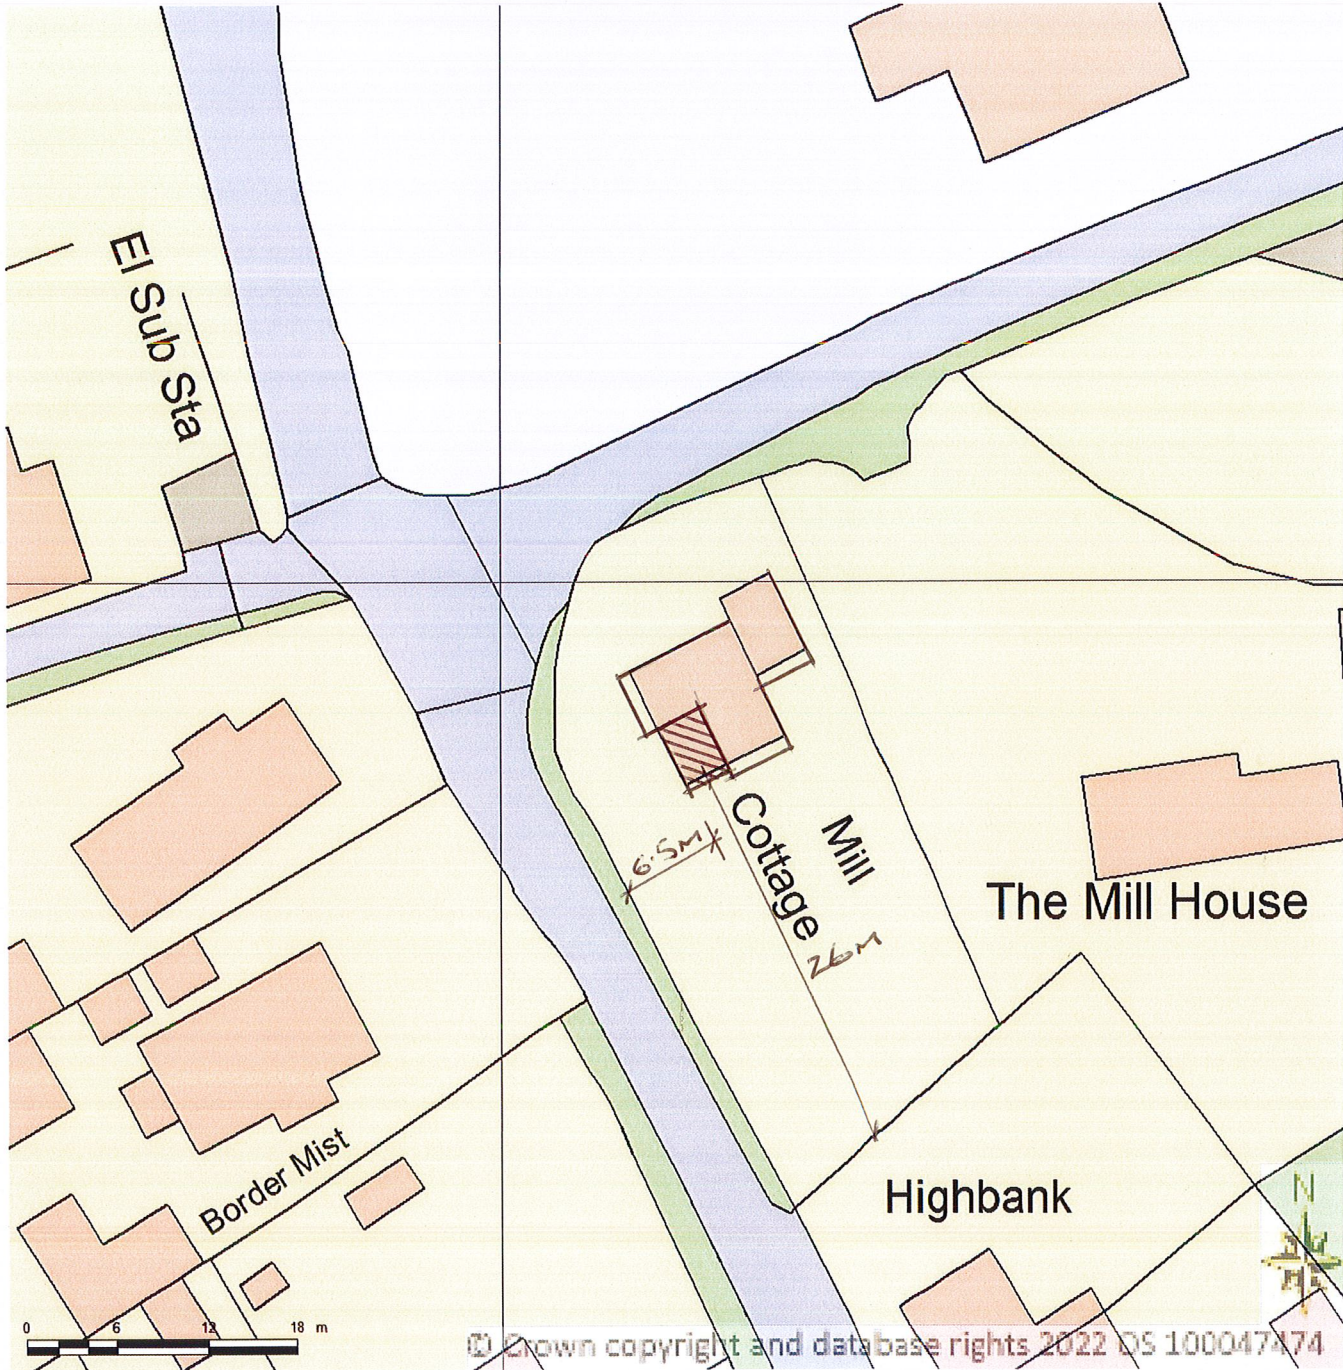 El Sub Sta
6.5M
Mill
Cottage
26M
The Mill House
Border Mist
Highbank
N
0 6 12 18 m
© Crown copyright and database rights 2022 OS 100047474